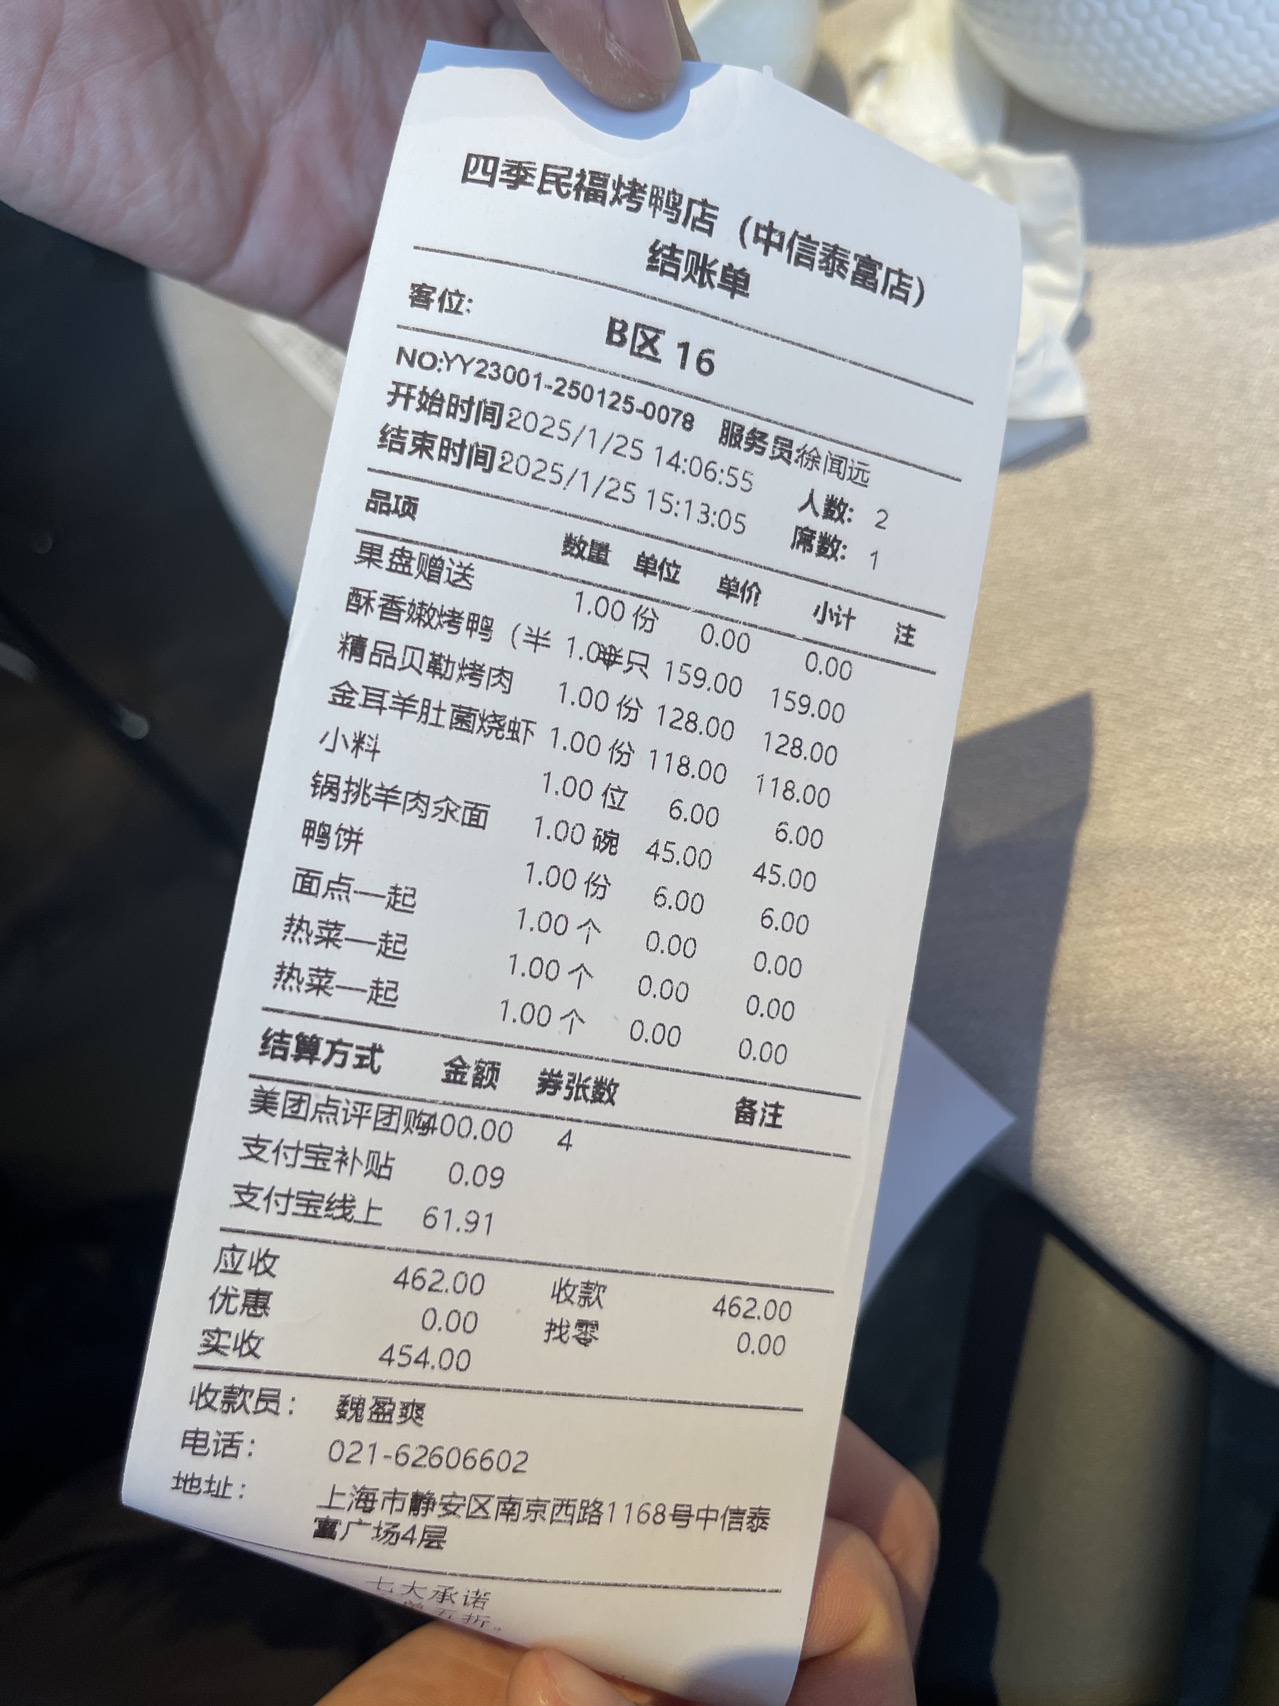 四季民福烤鸭店（中信泰富店）
结账单
客位: B区 16
NO:YY23001-250125-0078 服务员:徐闻远
开始时间2025/1/25 14:06:55 人数: 2
结束时间2025/1/25 15:13:05 席数: 1
品项 数量 单位 单价 小计 注
果盘赠送 1.00 份 0.00 0.00
酥香嫩烤鸭（半 1.0半只 159.00 159.00
精品贝勒烤肉 1.00 份 128.00 128.00
金耳羊肚菌烧虾 1.00 份 118.00 118.00
小料 1.00 位 6.00 6.00
锅挑羊肉汆面 1.00 碗 45.00 45.00
鸭饼 1.00 份 6.00 6.00
面点一起 1.00 个 0.00 0.00
热菜一起 1.00 个 0.00 0.00
热菜一起 1.00 个 0.00 0.00
结算方式 金额 券张数 备注
美团点评团购400.00 4
支付宝补贴 0.09
支付宝线上 61.91
应收 462.00 收款 462.00
优惠 0.00 找零 0.00
实收 454.00
收款员： 魏盈爽
电话： 021-62606602
地址： 上海市静安区南京西路1168号中信泰
富广场4层
七大承诺
五折。